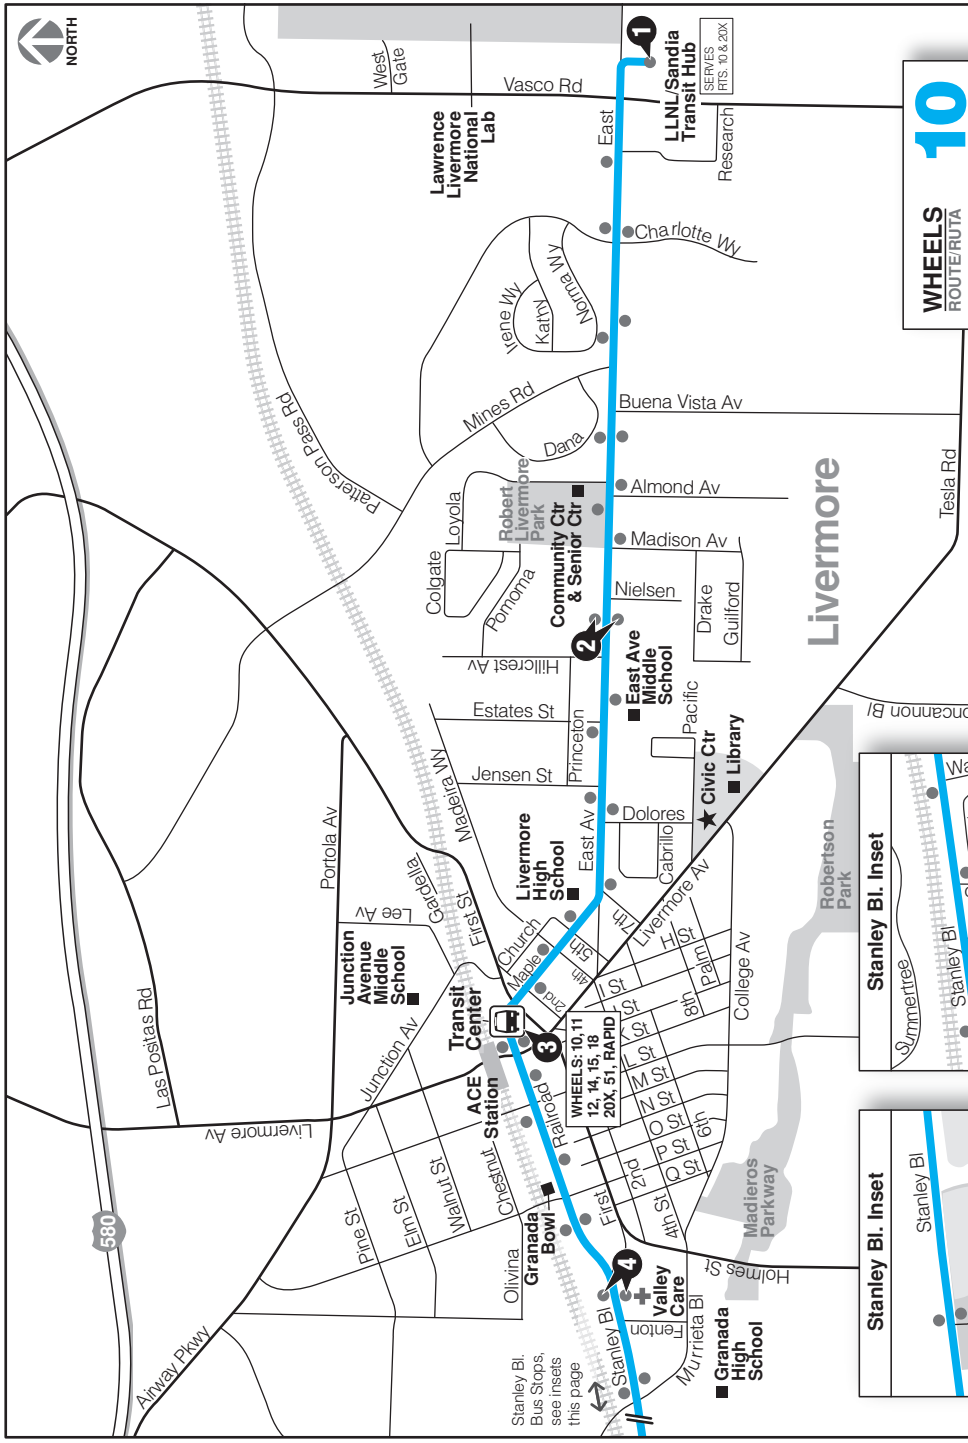 NORTH
West
Gate
Vasco Rd
Lawrence
Livermore
National
Lab
East
1
LLNL/Sandia
Transit Hub
SERVES
RTS. 10 & 20X
Research
Charlotte Wy
Irene Wy
Kathy
Norma Wy
WHEELS
ROUTE/RUTA
10
Patterson Pass Rd
Mines Rd
Dana
Buena Vista Av
Tesla Rd
Loyola
Colgate
Pomoma
Robert
Livermore
Park
Community Ctr
& Senior Ctr
Almond Av
Madison Av
Nielsen
Drake
Guilford
Livermore
2
Hillcrest Av
Estates St
Princeton
East Ave
Middle
School
Pacific
Jensen St
Madeira Wy
Dolores
Civic Ctr
Library
Portola Av
Lee Av
Gardella
First St
Livermore
High
School
East Av
Cabrillo
Church
Maple
2nd
4th
5th
7th
Livermore Av
H St
Palm
8th
I St
K St
L St
M St
N St
O St
P St
Q St
6th
College Av
Robertson
Park
Junction
Avenue
Middle
School
Transit
Center
3
WHEELS: 10, 11
12, 14, 15, 18
20X, 51, RAPID
Las Positas Rd
Junction Av
Livermore Av
ACE
Station
Railroad
Chestnut
Walnut St
Elm St
Pine St
580
Granada
Bowl
Olivina
First
2nd
4th St
Madieros
Parkway
Holmes St
4
Valley
Care
Fenton
Murrieta Bl
Granada
High
School
Stanley Bl
Airway Pkwy
Stanley Bl.
Bus Stops,
see insets
this page
Stanley Bl. Inset
Summertree
Stanley Bl
Stanley Bl. Inset
Stanley Bl